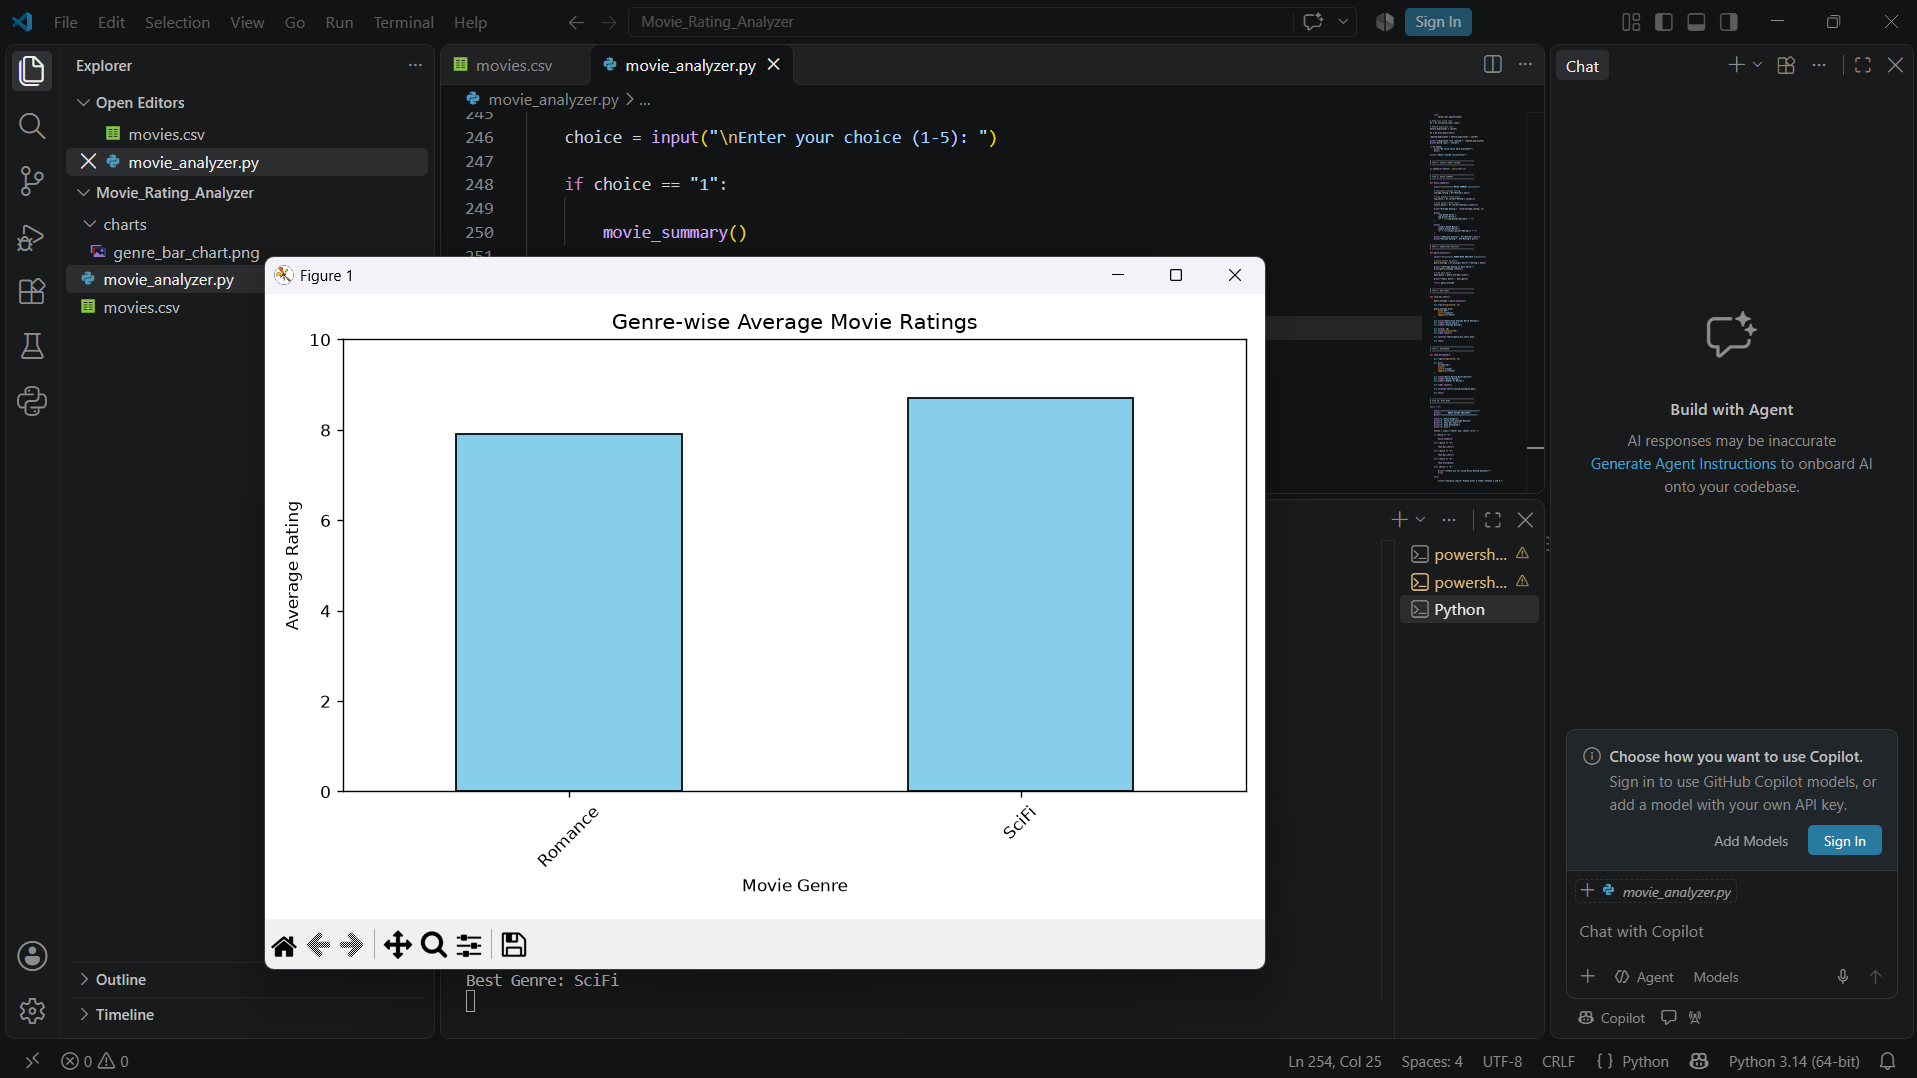 File Edit Selection View Go Run Terminal Help
Movie_Rating_Analyzer
Sign In
Explorer
Open Editors
movies.csv
movie_analyzer.py
Movie_Rating_Analyzer
charts
genre_bar_chart.png
movie_analyzer.py
movies.csv
Outline
Timeline
movies.csv
movie_analyzer.py
movie_analyzer.py > ...
245
246 choice = input("\nEnter your choice (1-5): ")
247
248 if choice == "1":
249
250 movie_summary()
251
Figure 1
Genre-wise Average Movie Ratings
10
8
6
4
2
0
Average Rating
Romance
SciFi
Movie Genre
Best Genre: SciFi
powersh...
powersh...
Python
Chat
Build with Agent
AI responses may be inaccurate
Generate Agent Instructions to onboard AI
onto your codebase.
Choose how you want to use Copilot.
Sign in to use GitHub Copilot models, or
add a model with your own API key.
Add Models
Sign In
movie_analyzer.py
Chat with Copilot
Agent
Models
Copilot
0 0
Ln 254, Col 25
Spaces: 4
UTF-8
CRLF
{ } Python
Python 3.14 (64-bit)